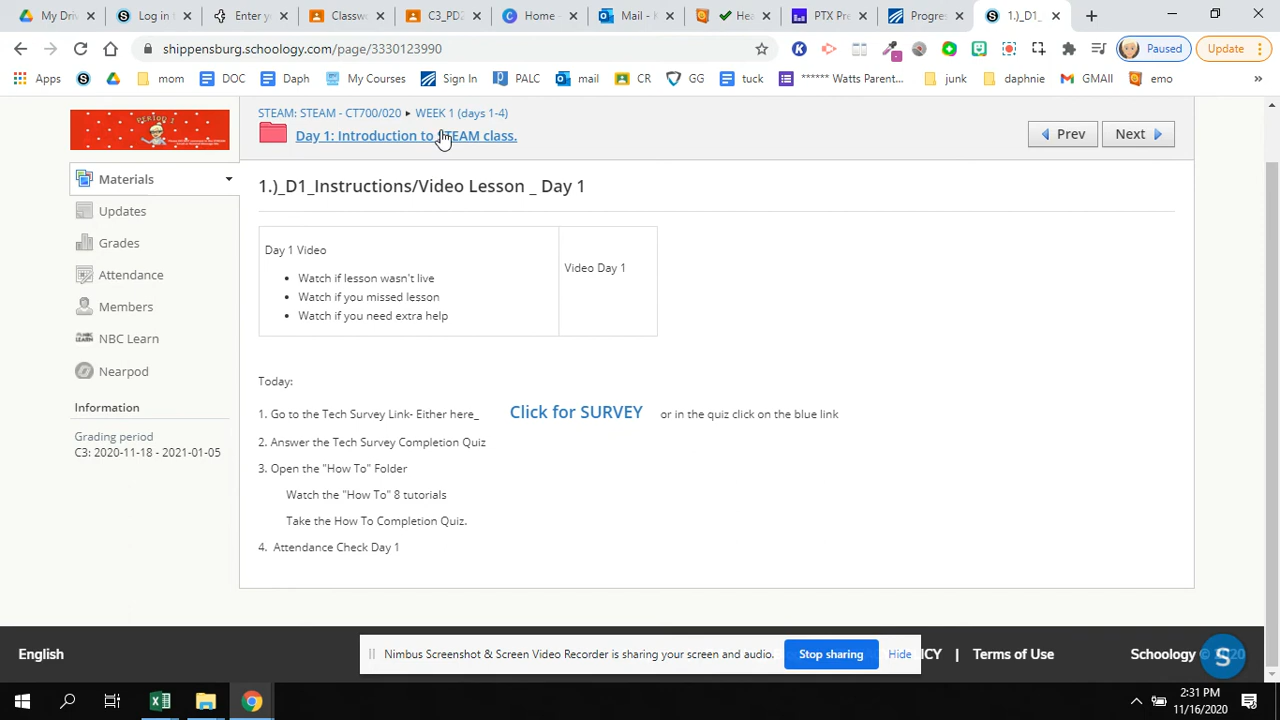 My Driv
Log in t
Enter y
Classw
C3_PD
Home -
Mail - K
Hea
PTX Pre
Progre
1.)_D1_
shippensburg.schoology.com/page/3330123990
Paused
Update
Apps
mom
DOC
Daph
My Courses
Sign In
PALC
mail
CR
GG
tuck
****** Watts Parent...
junk
daphnie
GMAIl
emo
»
PERIOD 1
STEAM: STEAM - CT700/020 ▸ WEEK 1 (days 1-4)
Day 1: Introduction to STEAM class.
Prev
Next
Materials
Updates
Grades
Attendance
Members
NBC Learn
Nearpod
Information
Grading period
C3: 2020-11-18 - 2021-01-05
1.)_D1_Instructions/Video Lesson _ Day 1
Day 1 Video
• Watch if lesson wasn't live
• Watch if you missed lesson
• Watch if you need extra help
Video Day 1
Today:
1. Go to the Tech Survey Link- Either here_ Click for SURVEY or in the quiz click on the blue link
2. Answer the Tech Survey Completion Quiz
3. Open the "How To" Folder
Watch the "How To" 8 tutorials
Take the How To Completion Quiz.
4. Attendance Check Day 1
English
Nimbus Screenshot & Screen Video Recorder is sharing your screen and audio.
Stop sharing
Hide
ICY | Terms of Use
Schoology © 2020
2:31 PM
11/16/2020